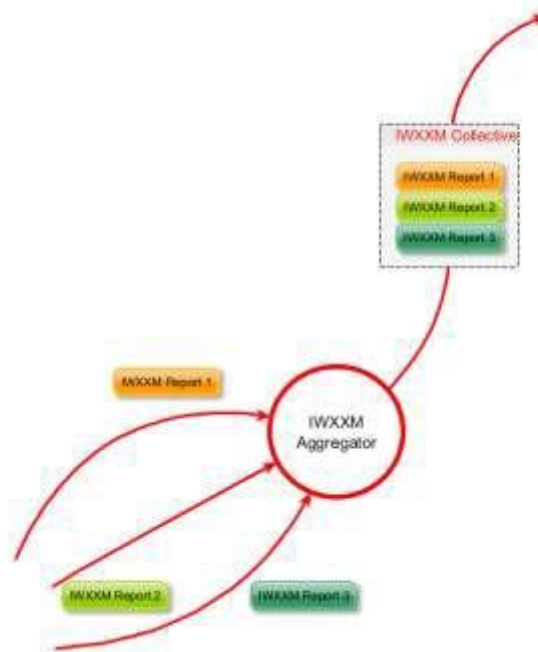 IWXXM Collective
IWXXM Report 1
IWXXM Report 2
IWXXM Report 3
IWXXM Report 1
IWXXM
Aggregator
IWXXM Report 2
IWXXM Report 3